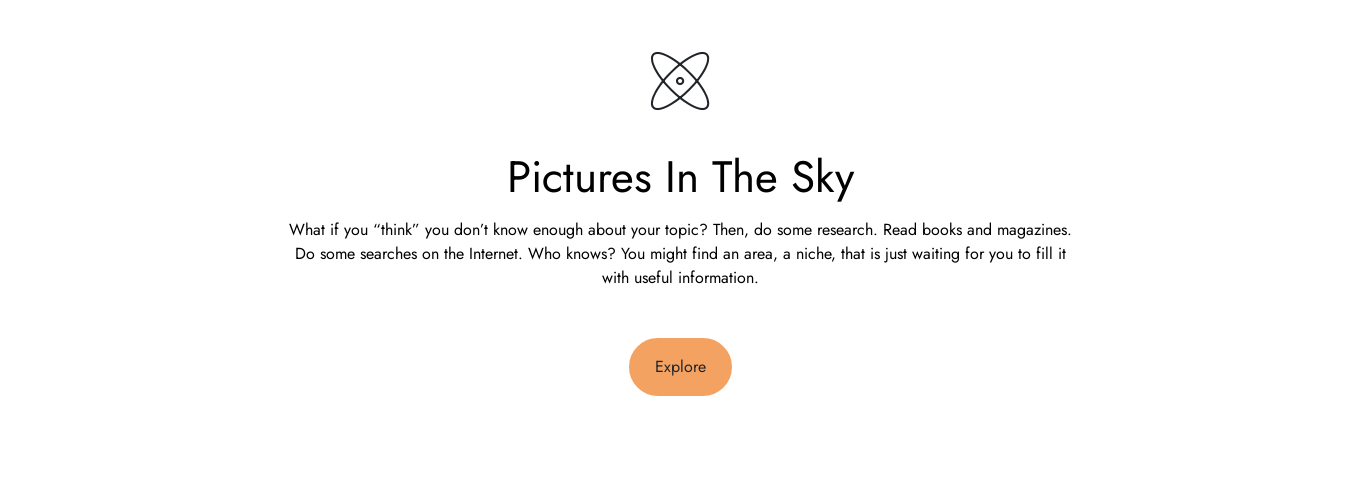 Pictures In The Sky
What if you “think” you don’t know enough about your topic? Then, do some research. Read books and magazines.
Do some searches on the Internet. Who knows? You might find an area, a niche, that is just waiting for you to fill it
with useful information.
Explore